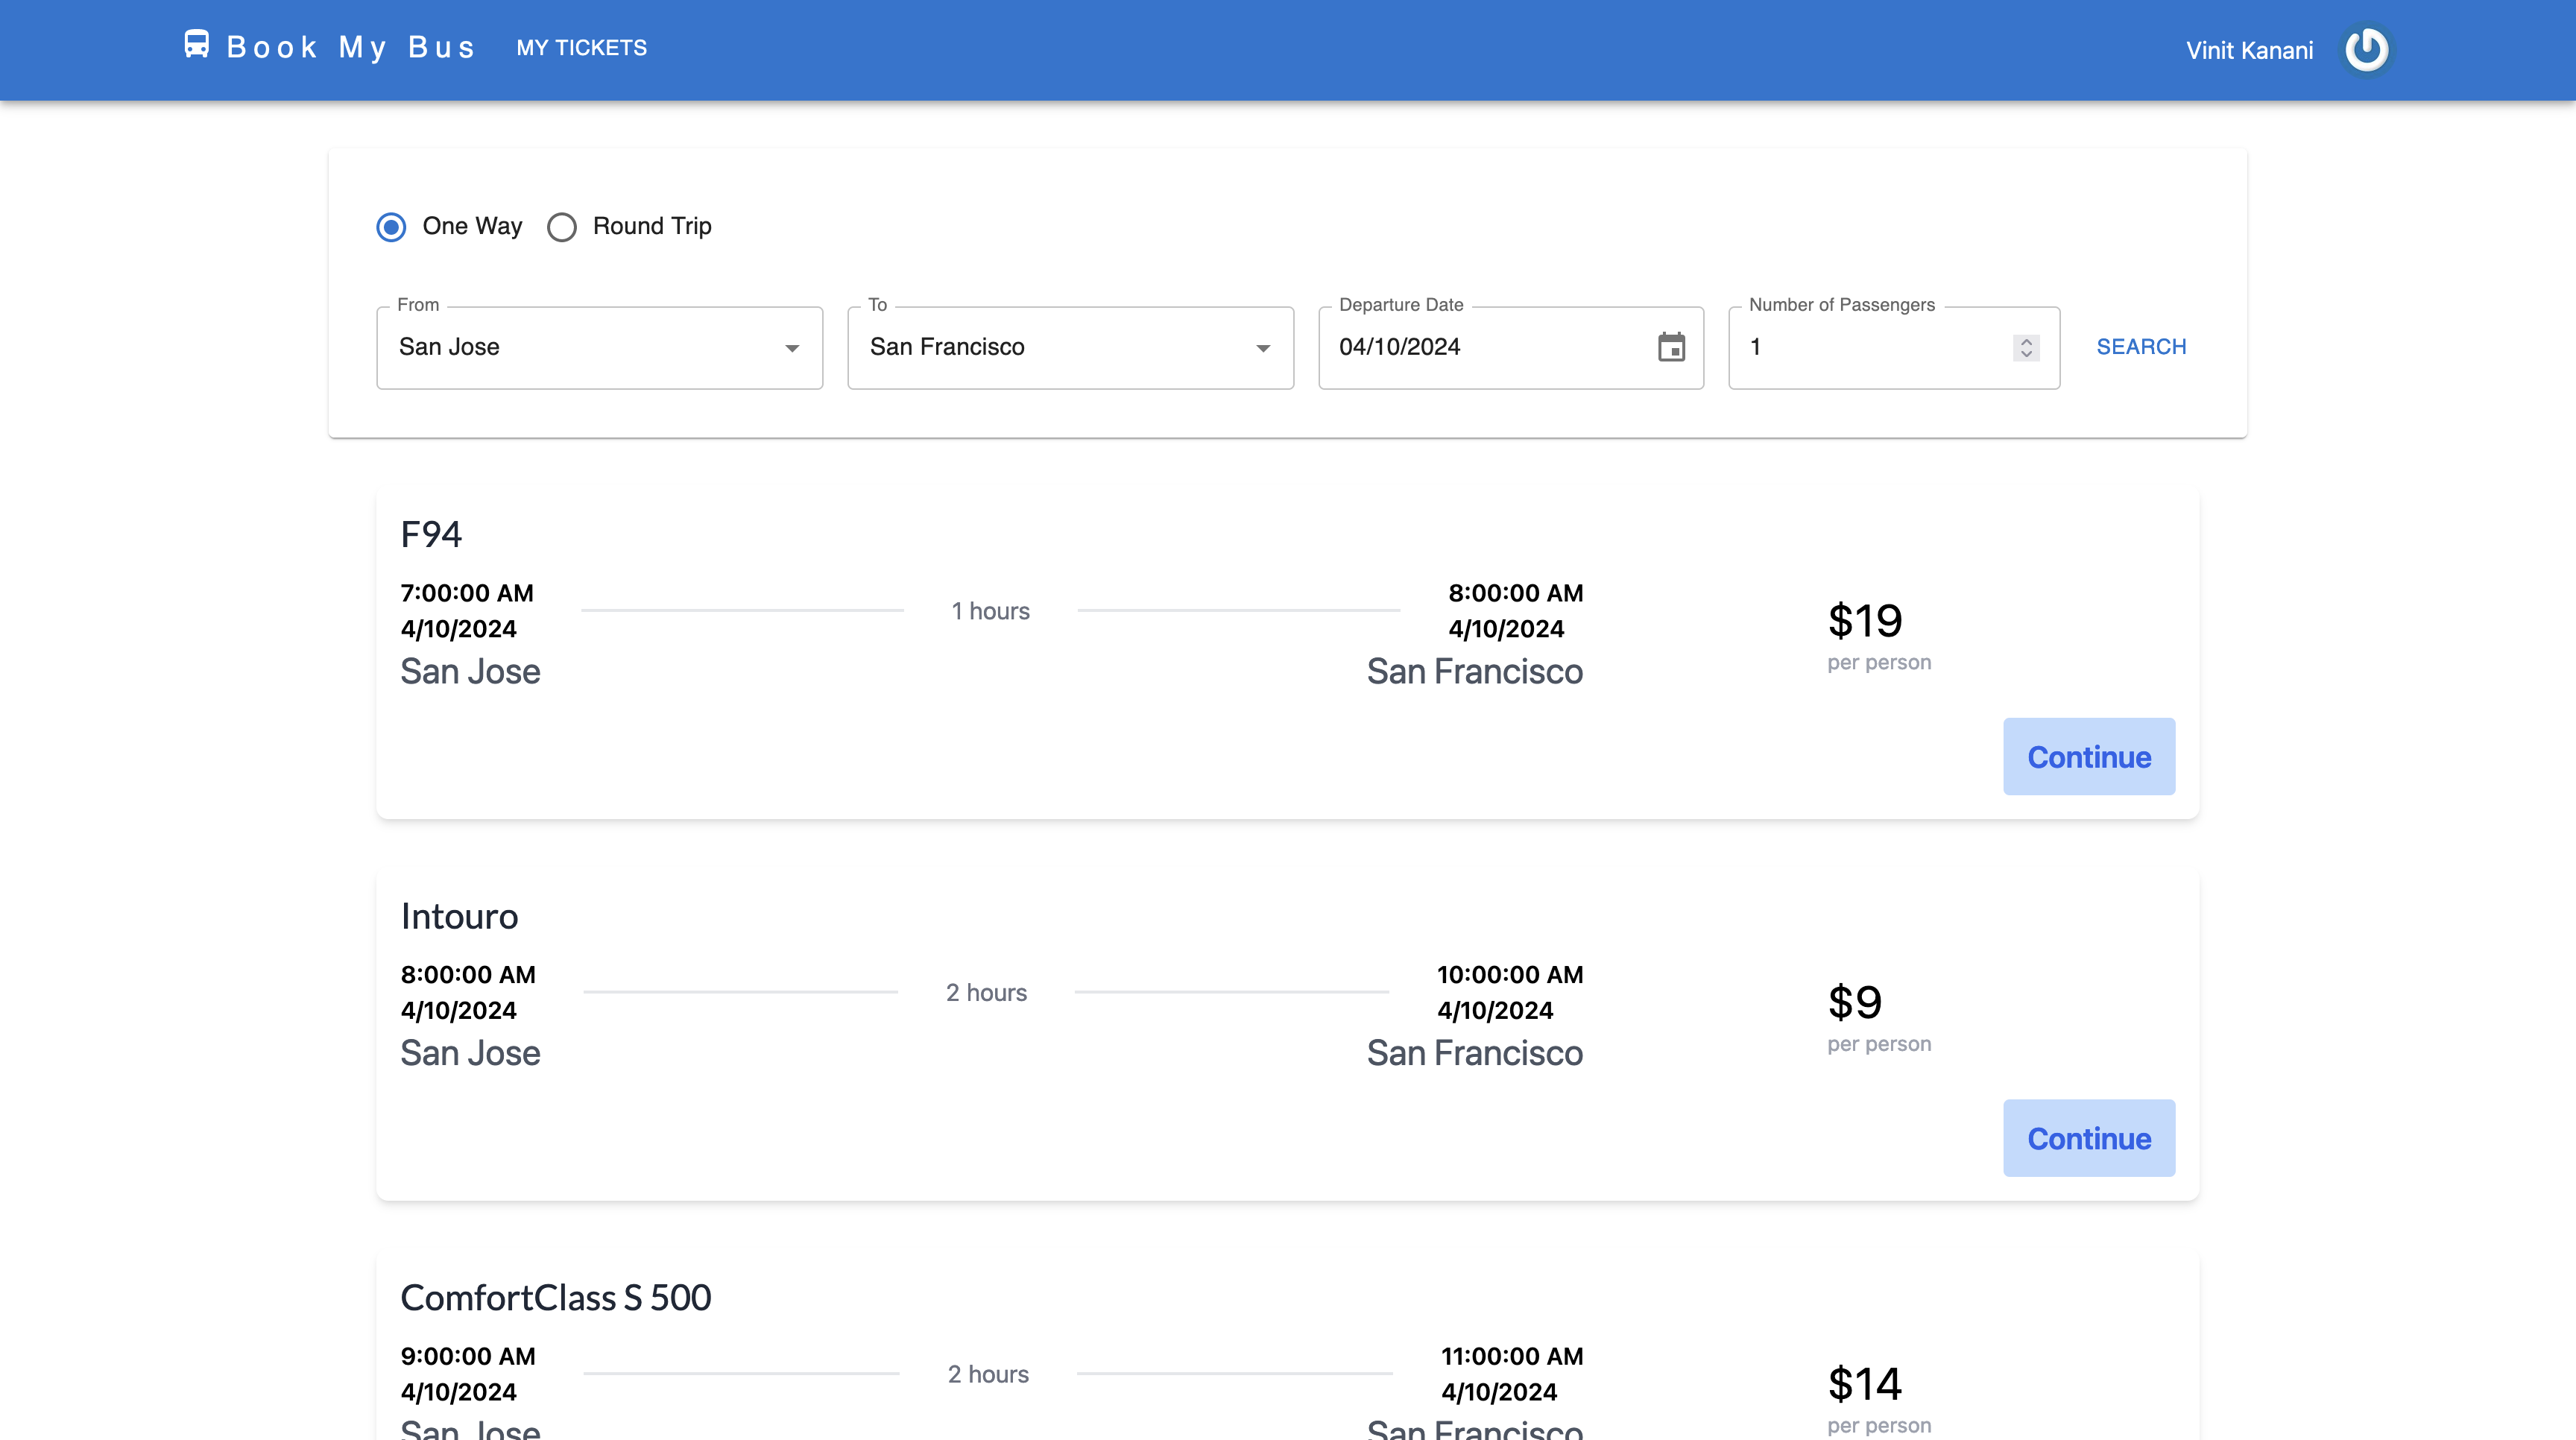 Book My Bus MY TICKETS Vinit Kanani
One Way Round Trip
From To Departure Date Number of Passengers
San Jose San Francisco 04/10/2024 1 SEARCH
F94
7:00:00 AM 1 hours 8:00:00 AM
4/10/2024 4/10/2024 $19
San Jose San Francisco per person
Continue
Intouro
8:00:00 AM 2 hours 10:00:00 AM
4/10/2024 4/10/2024 $9
San Jose San Francisco per person
Continue
ComfortClass S 500
9:00:00 AM 2 hours 11:00:00 AM
4/10/2024 4/10/2024 $14
San Jose San Francisco per person